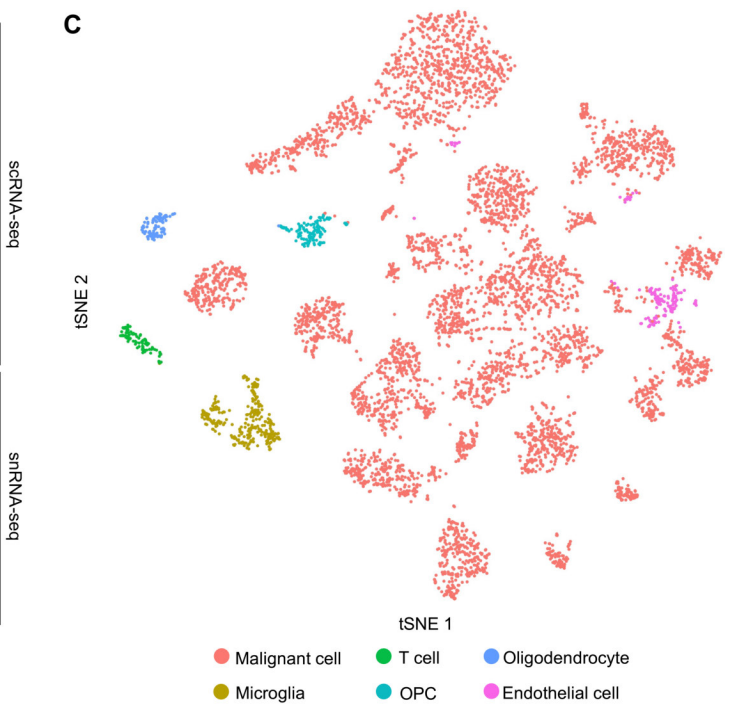 C
scRNA-seq
snRNA-seq
tSNE 2
tSNE 1
Malignant cell
T cell
Oligodendrocyte
Microglia
OPC
Endothelial cell